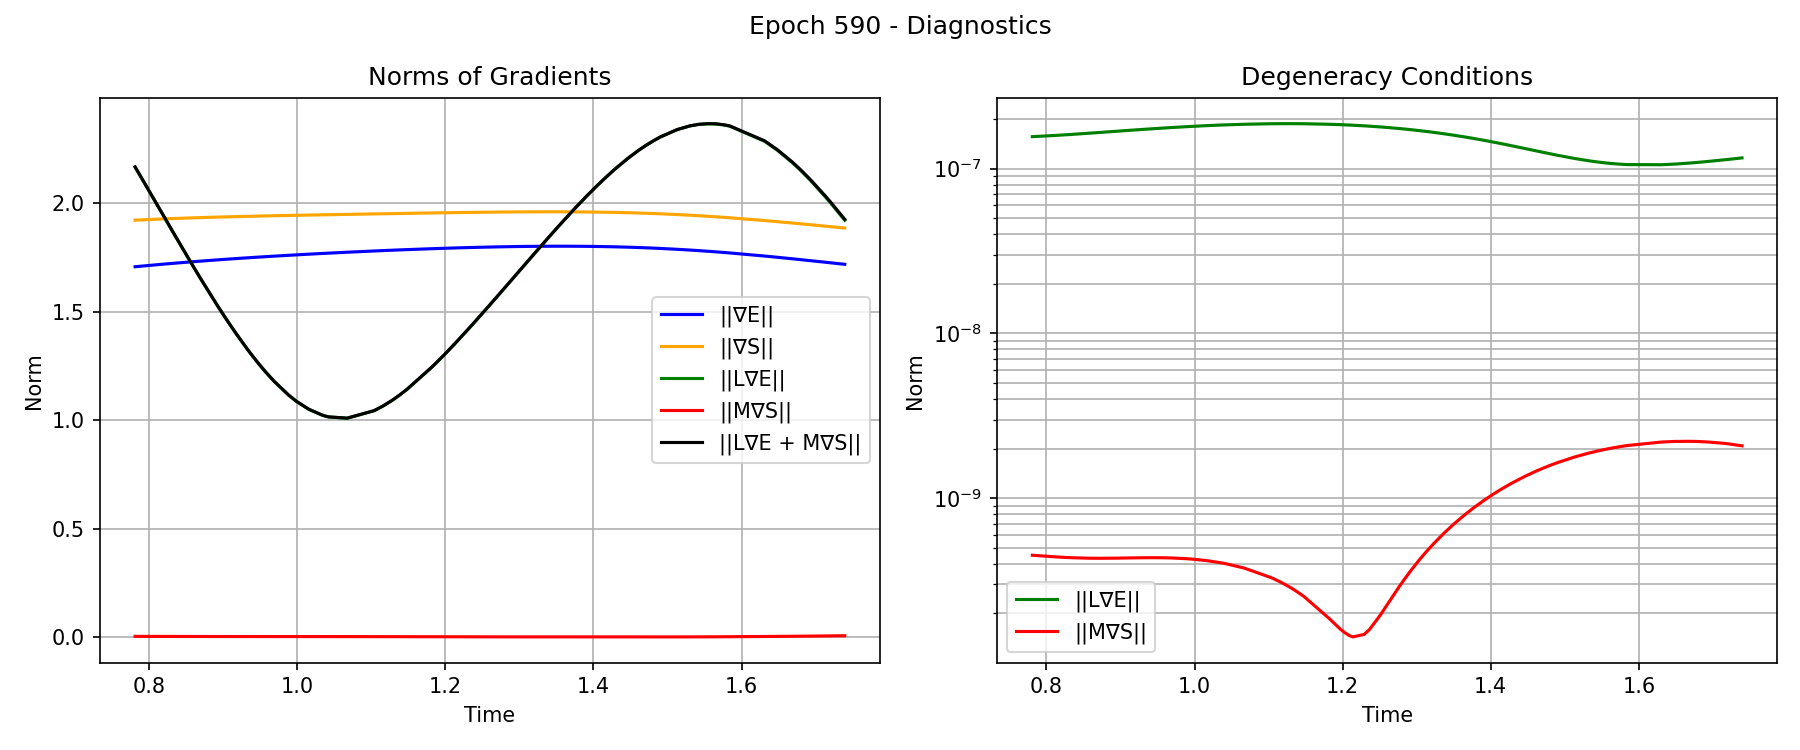 Epoch 590 - Diagnostics
Norms of Gradients
Norm
2.0
1.5
1.0
0.5
0.0
0.8
1.0
1.2
1.4
1.6
Time
||∇E||
||∇S||
||L∇E||
||M∇S||
||L∇E + M∇S||
Degeneracy Conditions
Norm
10⁻⁷
10⁻⁸
10⁻⁹
0.8
1.0
1.2
1.4
1.6
Time
||L∇E||
||M∇S||